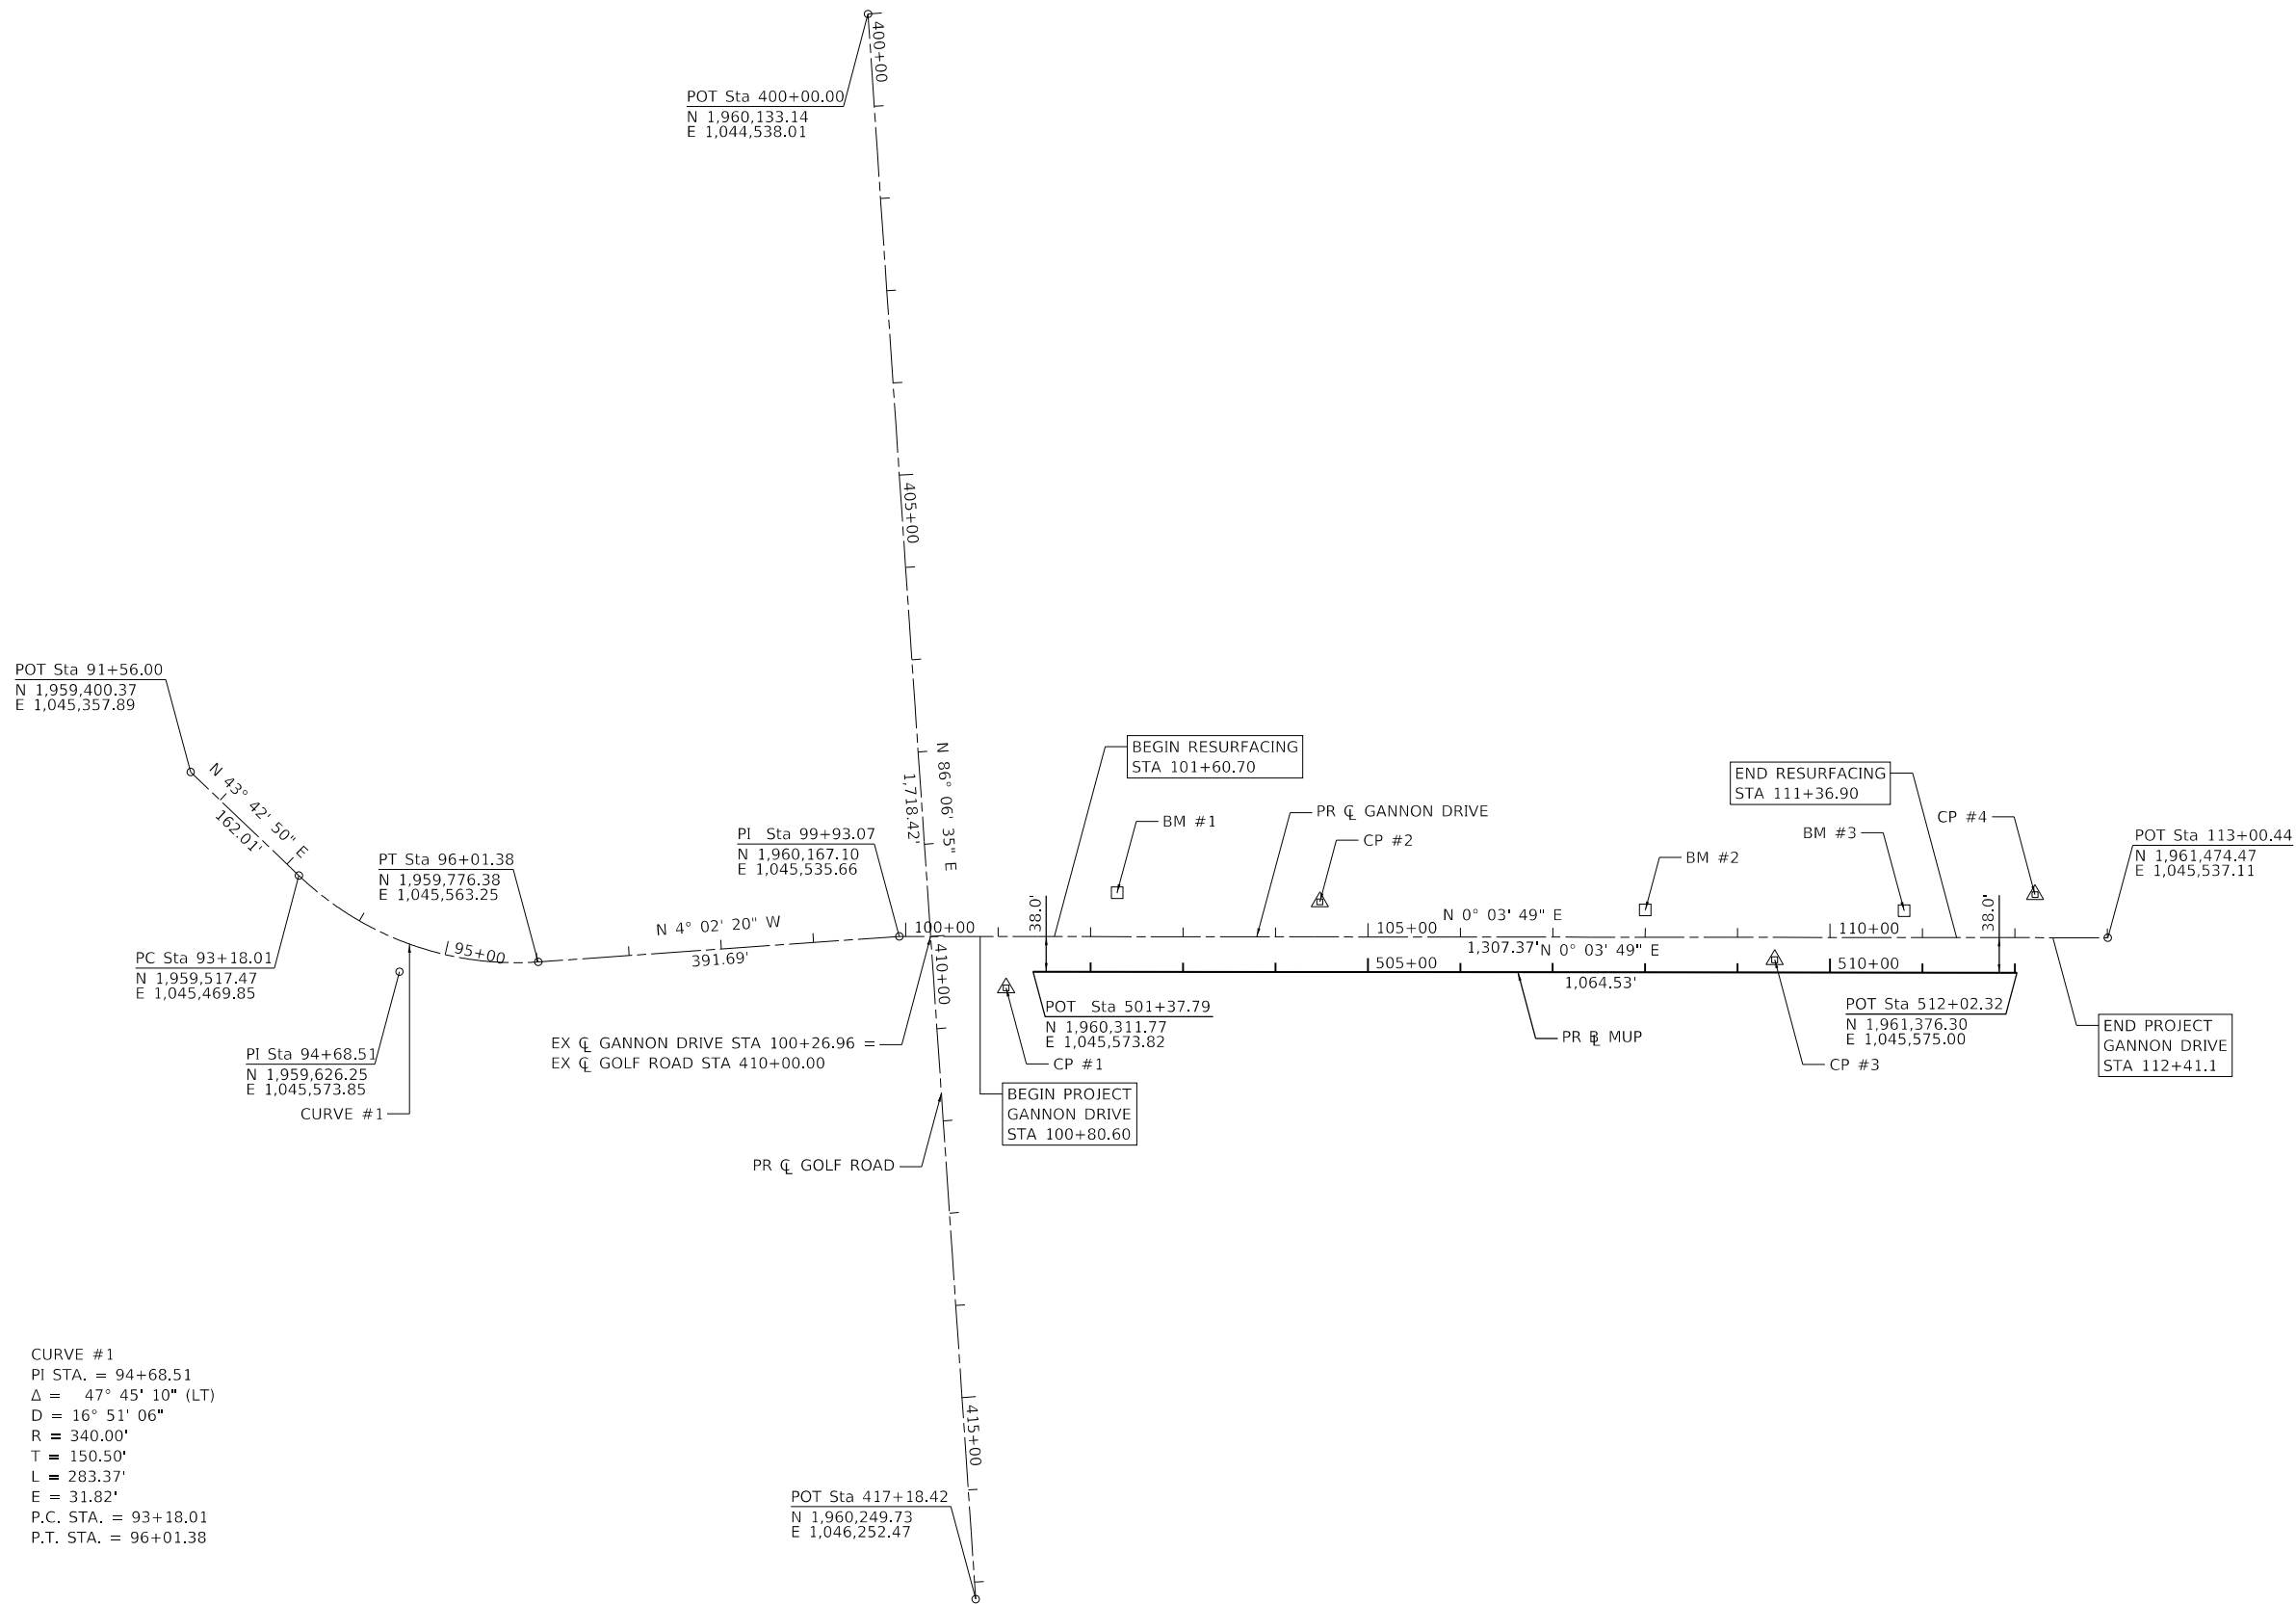 400+00
POT Sta 400+00.00
N 1,960,133.14
E 1,044,538.01
405+00
N 86° 06' 35" E
1,718.42'
POT Sta 91+56.00
N 1,959,400.37
E 1,045,357.89
N 43° 42' 50" E
162.01'
PC Sta 93+18.01
N 1,959,517.47
E 1,045,469.85
PT Sta 96+01.38
N 1,959,776.38
E 1,045,563.25
95+00
PI Sta 94+68.51
N 1,959,626.25
E 1,045,573.85
CURVE #1
N 4° 02' 20" W
391.69'
PI Sta 99+93.07
N 1,960,167.10
E 1,045,535.66
100+00
410+00
EX ℄ GANNON DRIVE STA 100+26.96 =
EX ℄ GOLF ROAD STA 410+00.00
PR ℄ GOLF ROAD
BEGIN RESURFACING
STA 101+60.70
BM #1
PR ℄ GANNON DRIVE
CP #2
38.0'
105+00
N 0° 03' 49" E
1,307.37'
N 0° 03' 49" E
505+00
1,064.53'
POT Sta 501+37.79
N 1,960,311.77
E 1,045,573.82
CP #1
BEGIN PROJECT
GANNON DRIVE
STA 100+80.60
PR B͟L MUP
BM #2
END RESURFACING
STA 111+36.90
BM #3
CP #4
38.0'
110+00
510+00
POT Sta 113+00.44
N 1,961,474.47
E 1,045,537.11
POT Sta 512+02.32
N 1,961,376.30
E 1,045,575.00
CP #3
END PROJECT
GANNON DRIVE
STA 112+41.1
415+00
POT Sta 417+18.42
N 1,960,249.73
E 1,046,252.47
CURVE #1
PI STA. = 94+68.51
Δ = 47° 45' 10" (LT)
D = 16° 51' 06"
R = 340.00'
T = 150.50'
L = 283.37'
E = 31.82'
P.C. STA. = 93+18.01
P.T. STA. = 96+01.38